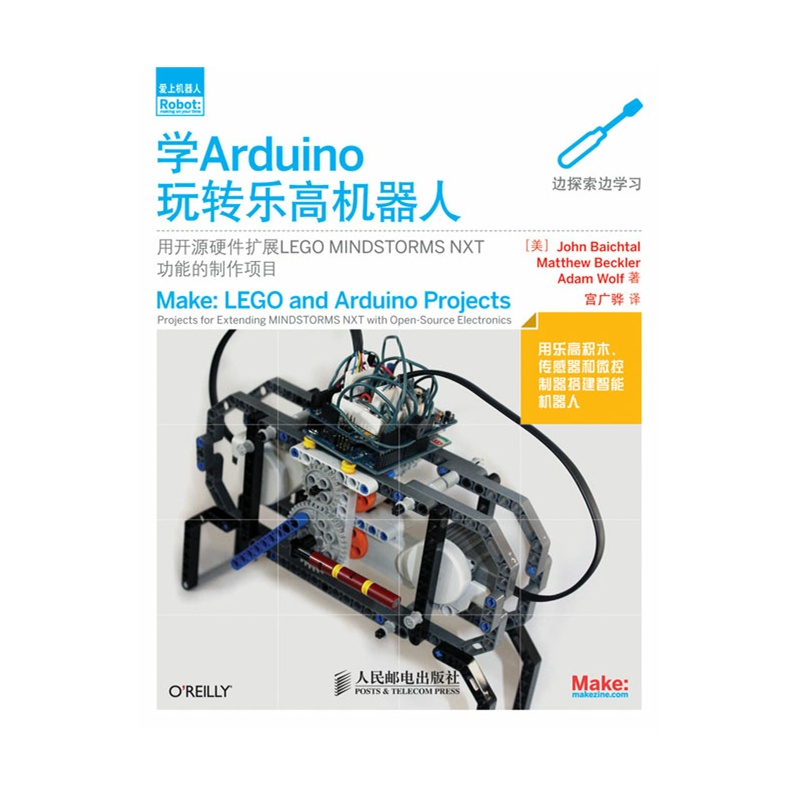 爱上机器人
Robot:
making on your time
学Arduino
玩转乐高机器人
边探索边学习
用开源硬件扩展LEGO MINDSTORMS NXT
功能的制作项目
[美] John Baichtal
Matthew Beckler
Adam Wolf 著
宫广骅 译
Make: LEGO and Arduino Projects
Projects for Extending MINDSTORMS NXT with Open-Source Electronics
用乐高积木、
传感器和微控
制器搭建智能
机器人
O'REILLY®
人民邮电出版社
POSTS & TELECOM PRESS
Make:
makezine.com